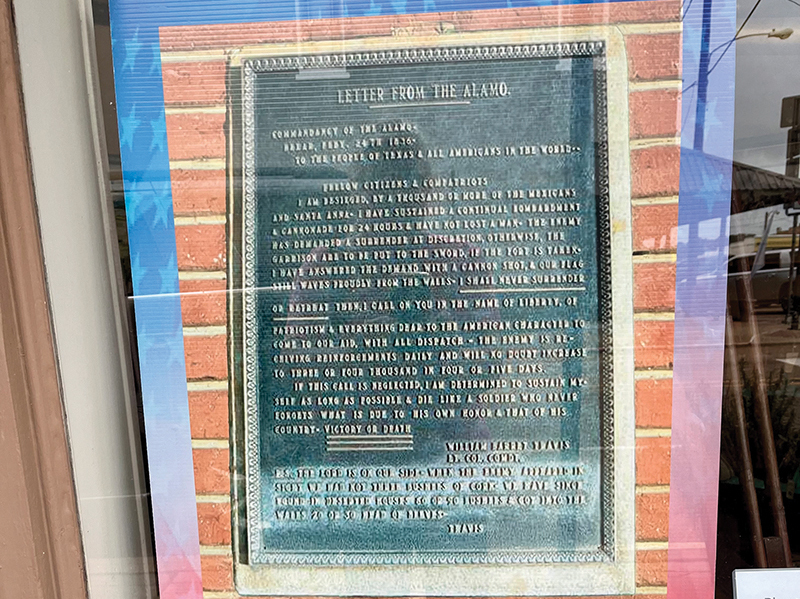 LETTER FROM THE ALAMO.
COMMANDANCY OF THE ALAMO-
BEXAR, FEBY. 24TH 1836-
TO THE PEOPLE OF TEXAS & ALL AMERICANS IN THE WORLD--
FELLOW CITIZENS & COMPATRIOTS
I AM BESIEGED, BY A THOUSAND OR MORE OF THE MEXICANS
AND SANTA ANNA- I HAVE SUSTAINED A CONTINUAL BOMBARDMENT
& CANNONADE FOR 24 HOURS & HAVE NOT LOST A MAN- THE ENEMY
HAS DEMANDED A SURRENDER AT DISCRETION, OTHERWISE, THE
GARRISON ARE TO BE PUT TO THE SWORD, IF THE FORT IS TAKEN-
I HAVE ANSWERED THE DEMAND WITH A CANNON SHOT, & OUR FLAG
STILL WAVES PROUDLY FROM THE WALLS- I SHALL NEVER SURRENDER
OR RETREAT THEN, I CALL ON YOU IN THE NAME OF LIBERTY, OF
PATRIOTISM & EVERYTHING DEAR TO THE AMERICAN CHARACTER TO
COME TO OUR AID, WITH ALL DISPATCH- THE ENEMY IS RE-
CEIVING REINFORCEMENTS DAILY AND WILL NO DOUBT INCREASE
TO THREE OR FOUR THOUSAND IN FOUR OR FIVE DAYS.
IF THIS CALL IS NEGLECTED, I AM DETERMINED TO SUSTAIN MY-
SELF AS LONG AS POSSIBLE & DIE LIKE A SOLDIER WHO NEVER
FORGETS WHAT IS DUE TO HIS OWN HONOR & THAT OF HIS
COUNTRY- VICTORY OR DEATH
WILLIAM BARRET TRAVIS
LT. COL. COMDT.
P.S. THE LORD IS ON OUR SIDE- WHEN THE ENEMY APPEARED IN
SIGHT WE HAD NOT THREE BUSHELS OF CORN- WE HAVE SINCE
FOUND IN DESERTED HOUSES 80 OR 90 BUSHELS & GOT INTO THE
WALLS 20 OR 30 HEAD OF BEEVES-
TRAVIS